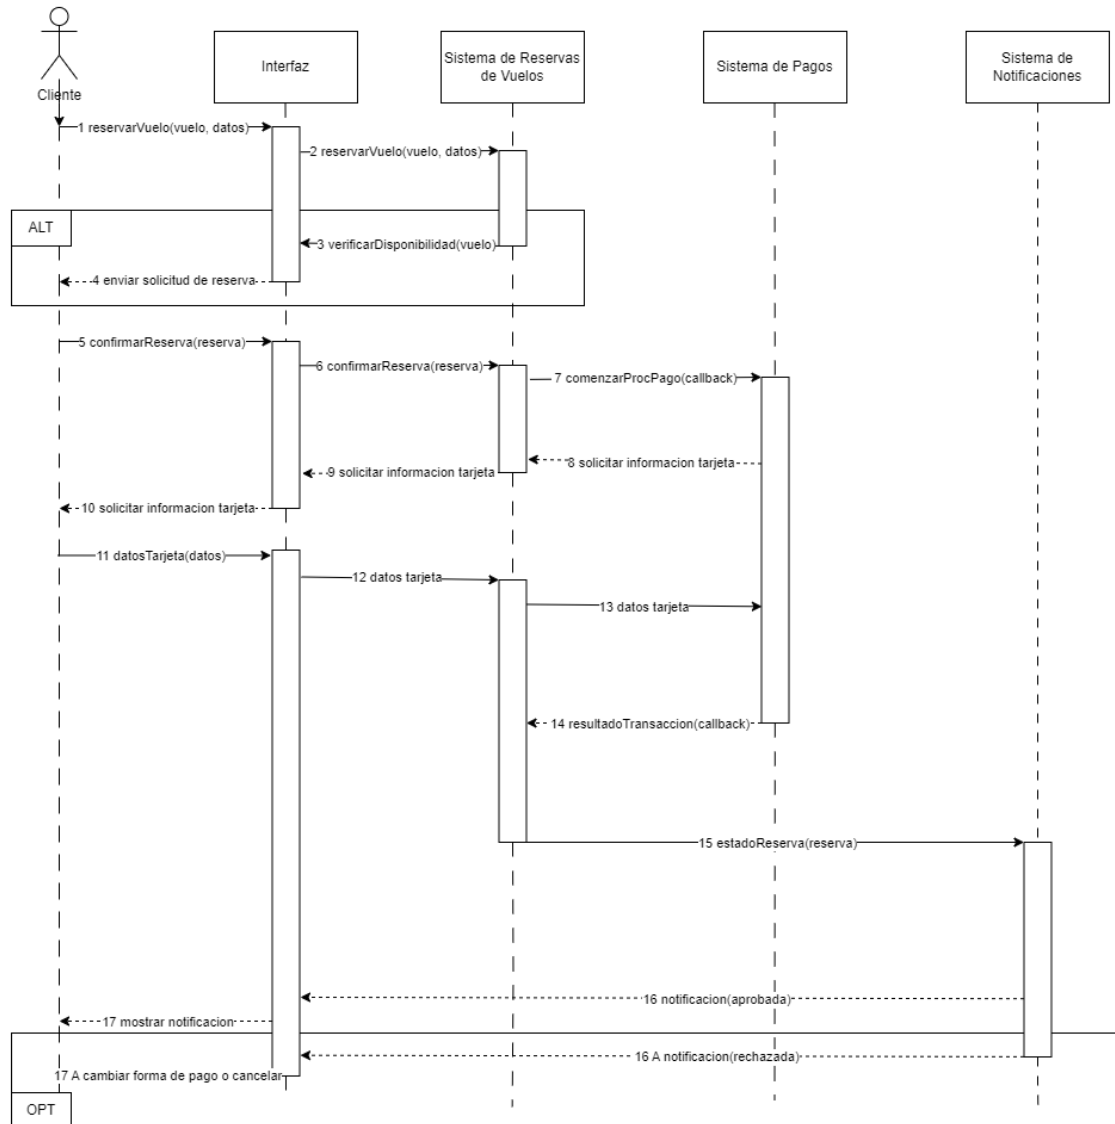 Cliente
Interfaz
Sistema de Reservas
de Vuelos
Sistema de Pagos
Sistema de
Notificaciones
1 reservarVuelo(vuelo, datos)
2 reservarVuelo(vuelo, datos)
ALT
3 verificarDisponibilidad(vuelo)
4 enviar solicitud de reserva
5 confirmarReserva(reserva)
6 confirmarReserva(reserva)
7 comenzarProcPago(callback)
8 solicitar informacion tarjeta
9 solicitar informacion tarjeta
10 solicitar informacion tarjeta
11 datosTarjeta(datos)
12 datos tarjeta
13 datos tarjeta
14 resultadoTransaccion(callback)
15 estadoReserva(reserva)
16 notificacion(aprobada)
17 mostrar notificacion
16 A notificacion(rechazada)
17 A cambiar forma de pago o cancelar
OPT